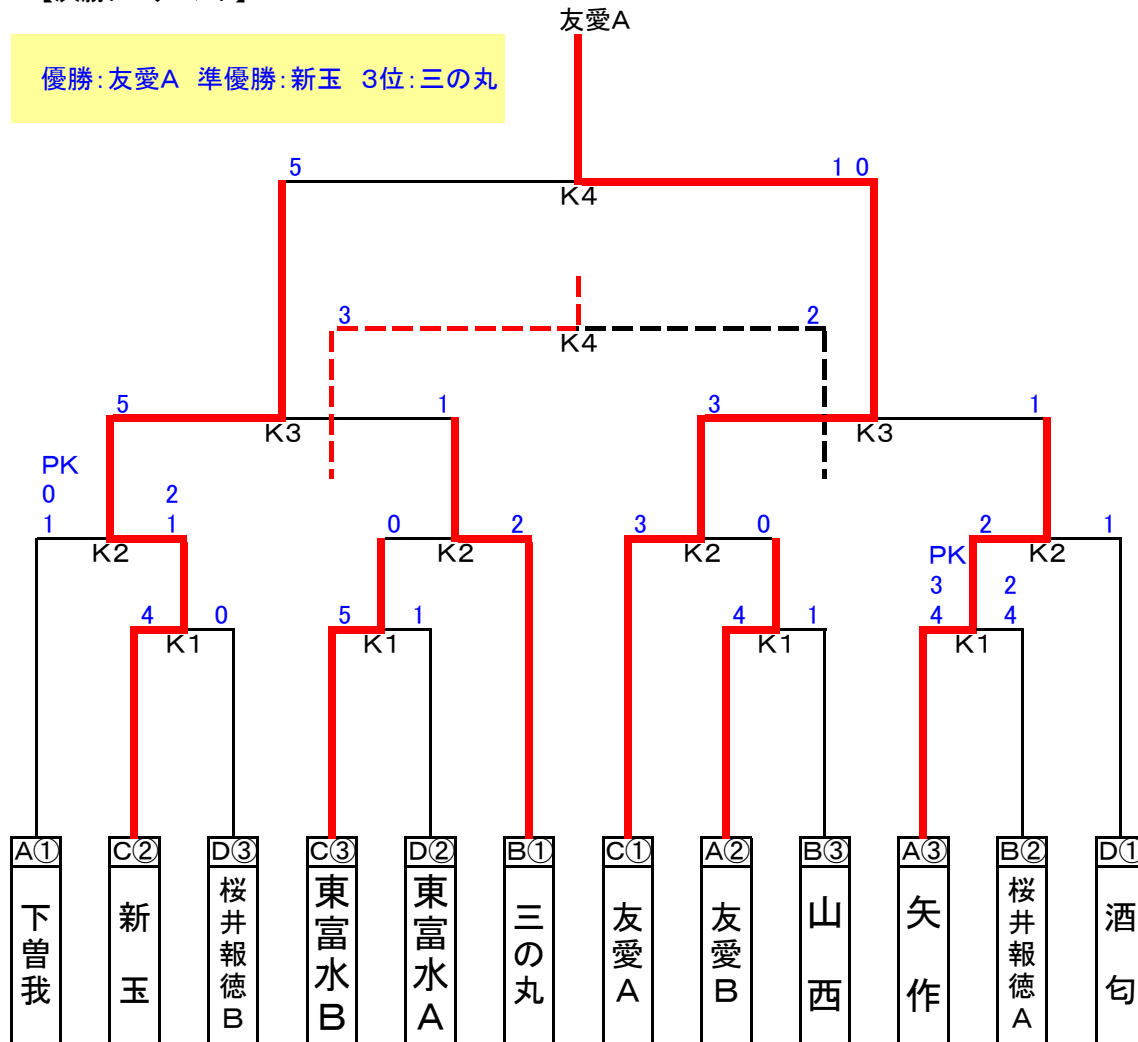 友愛A
優勝:友愛A 準優勝:新玉 3位:三の丸
5
10
K4
3
2
K4
5
1
3
1
K3
K3
PK
0
2
1
1
0
2
3
0
2
1
K2
K2
K2
K2
PK
3
2
4
0
5
1
4
1
4
4
K1
K1
K1
K1
A① C② D③ C③ D② B① C① A② B③ A③ B② D①
下曽我
新玉
桜井報徳B
東富水B
東富水A
三の丸
友愛A
友愛B
山西
矢作
桜井報徳A
酒匂